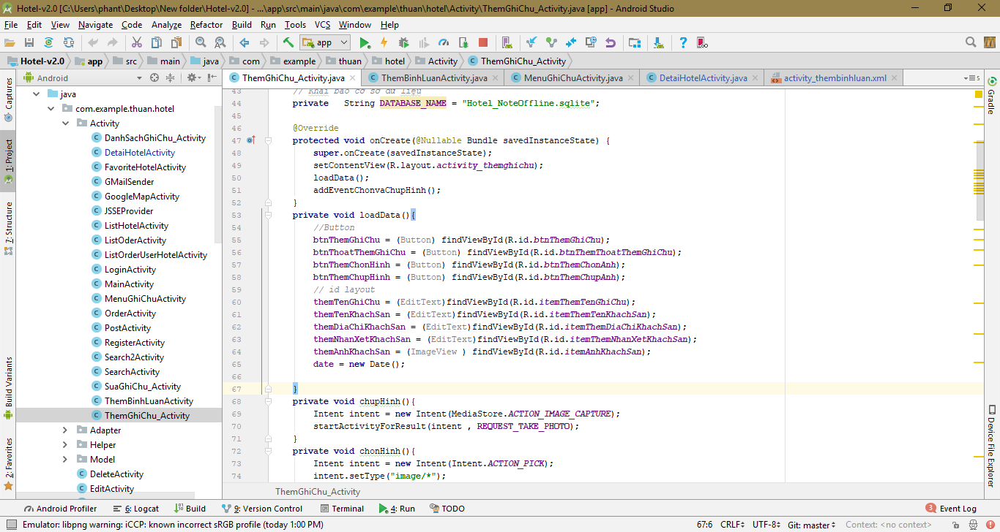 Hotel-v2.0 [C:\Users\phant\Desktop\New folder\Hotel-v2.0] - ...\app\src\main\java\com\example\thuan\hotel\Activity\ThemGhiChu_Activity.java [app] - Android Studio
File Edit View Navigate Code Analyze Refactor Build Run Tools VCS Window Help
app
Hotel-v2.0 app src main java com example thuan hotel Activity ThemGhiChu_Activity
Android
ThemGhiChu_Activity.java ThemBinhLuanActivity.java MenuGhiChuActivity.java DetaiHotelActivity.java activity_thembinhluan.xml
5
Captures
1: Project
7: Structure
Build Variants
2: Favorites
java
com.example.thuan.hotel
Activity
DanhSachGhiChu_Activity
DetaiHotelActivity
FavoriteHotelActivity
GMailSender
GoogleMapActivity
JSSEProvider
ListHotelActivity
ListOderActivity
ListOrderUserHotelActivity
LoginActivity
MainActivity
MenuGhiChuActivity
OrderActivity
PostActivity
RegisterActivity
Search2Activity
SearchActivity
SuaGhiChu_Activity
ThemBinhLuanActivity
ThemGhiChu_Activity
Adapter
Helper
Model
DeleteActivity
EditActivity
43 // Khai bao co so du lieu
44 private   String DATABASE_NAME = "Hotel_NoteOffline.sqlite";
45
46 @Override
47 protected void onCreate(@Nullable Bundle savedInstanceState) {
48 super.onCreate(savedInstanceState);
49 setContentView(R.layout.activity_themghichu);
50 loadData();
51 addEventChonvaChupHinh();
52 }
53 private void loadData(){
54 //Button
55 btnThemGhiChu = (Button) findViewById(R.id.btnThemGhiChu);
56 btnThoatThemGhiChu = (Button) findViewById(R.id.btnThemThoatThemGhiChu);
57 btnThemChonHinh = (Button) findViewById(R.id.btnThemChonAnh);
58 btnThemChupHinh = (Button) findViewById(R.id.btnThemChupAnh);
59 // id layout
60 themTenGhiChu = (EditText)findViewById(R.id.itemThemTenGhiChu);
61 themTenKhachSan = (EditText)findViewById(R.id.itemThemTenKhachSan);
62 themDiaChiKhachSan = (EditText)findViewById(R.id.itemThemDiaChiKhachSan);
63 themNhanXetKhachSan = (EditText)findViewById(R.id.itemThemNhanXetKhachSan);
64 themAnhKhachSan = (ImageView ) findViewById(R.id.itemAnhKhachSan);
65 date = new Date();
66
67 }
68 private void chupHinh(){
69 Intent intent = new Intent(MediaStore.ACTION_IMAGE_CAPTURE);
70 startActivityForResult(intent , REQUEST_TAKE_PHOTO);
71 }
72 private void chonHinh(){
73 Intent intent = new Intent(Intent.ACTION_PICK);
74 intent.setType("image/*");
ThemGhiChu_Activity
Gradle
Device File Explorer
Android Profiler 6: Logcat Build 9: Version Control Terminal 4: Run TODO 3 Event Log
Emulator: libpng warning: iCCP: known incorrect sRGB profile (today 1:00 PM) 67:6 CRLF UTF-8 Git: master Context: <no context>